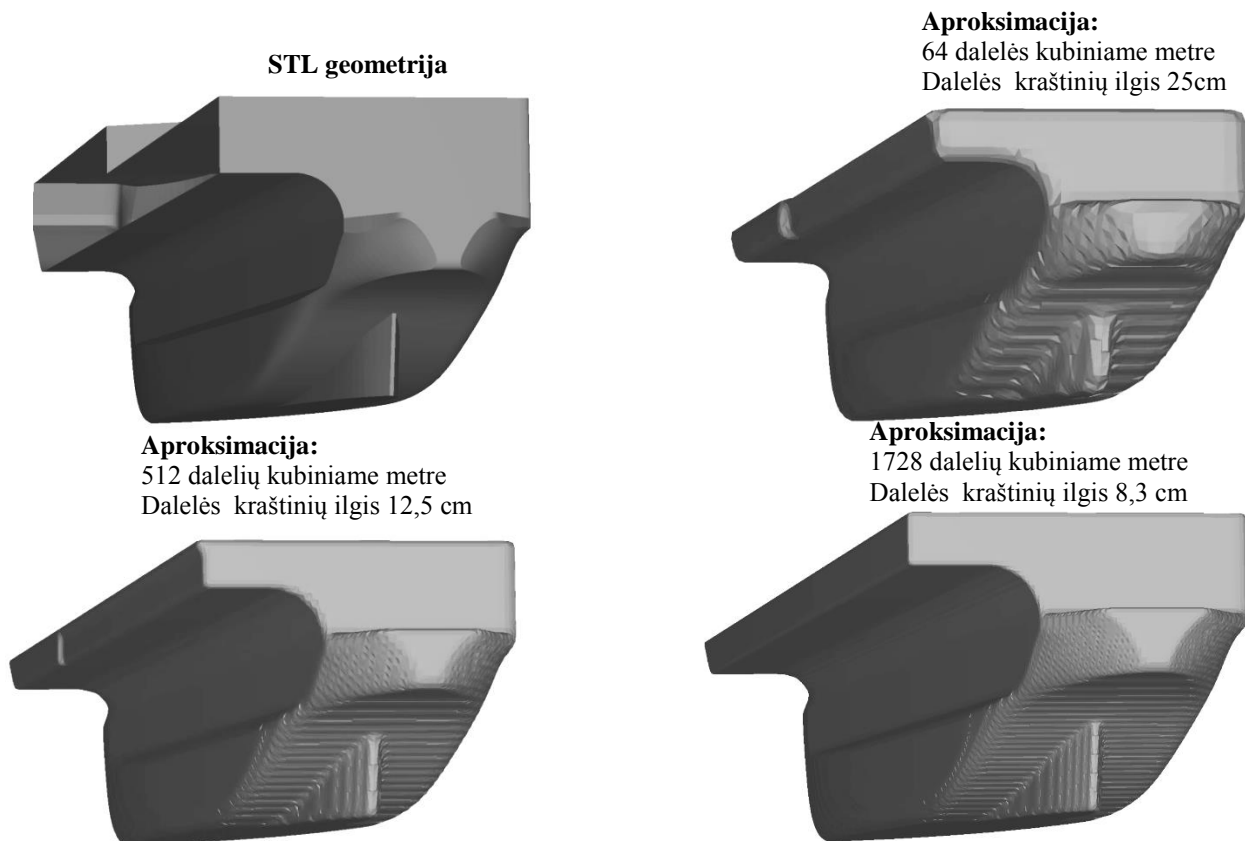 STL geometrija
Aproksimacija:
64 dalelės kubiniame metre
Dalelės kraštinių ilgis 25cm
Aproksimacija:
512 dalelių kubiniame metre
Dalelės kraštinių ilgis 12,5 cm
Aproksimacija:
1728 dalelių kubiniame metre
Dalelės kraštinių ilgis 8,3 cm